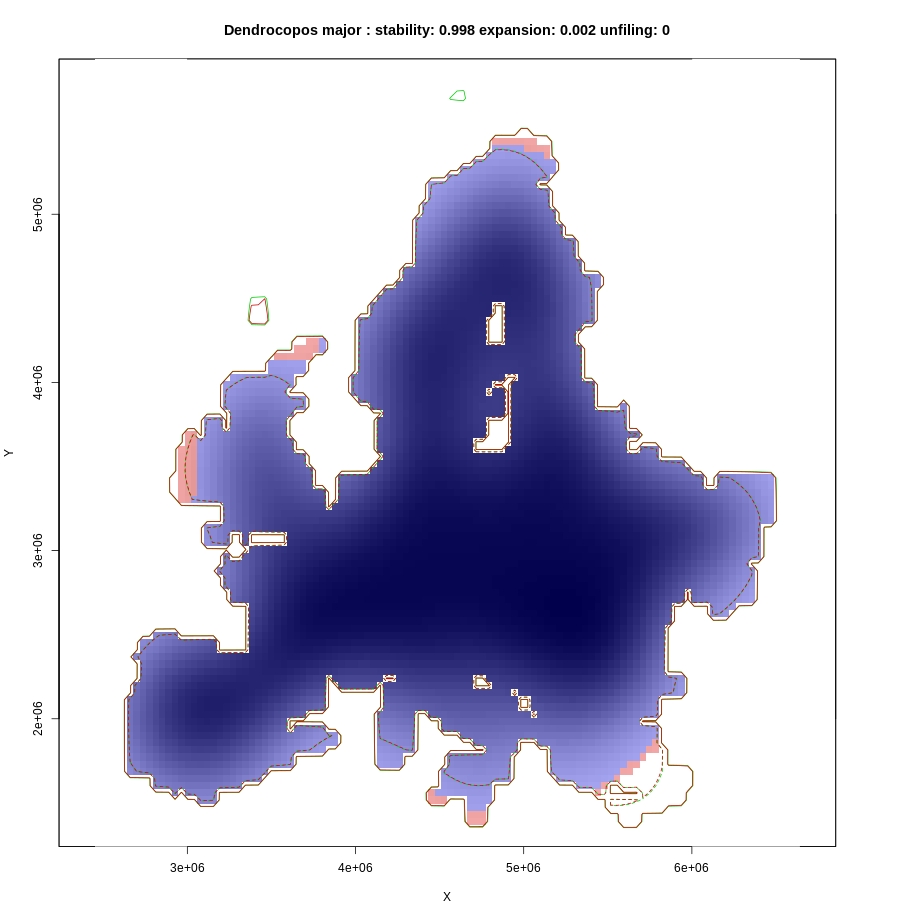 Dendrocopos major : stability: 0.998 expansion: 0.002 unfiling: 0
5e+06
4e+06
Y
3e+06
2e+06
3e+06 4e+06 5e+06 6e+06
X